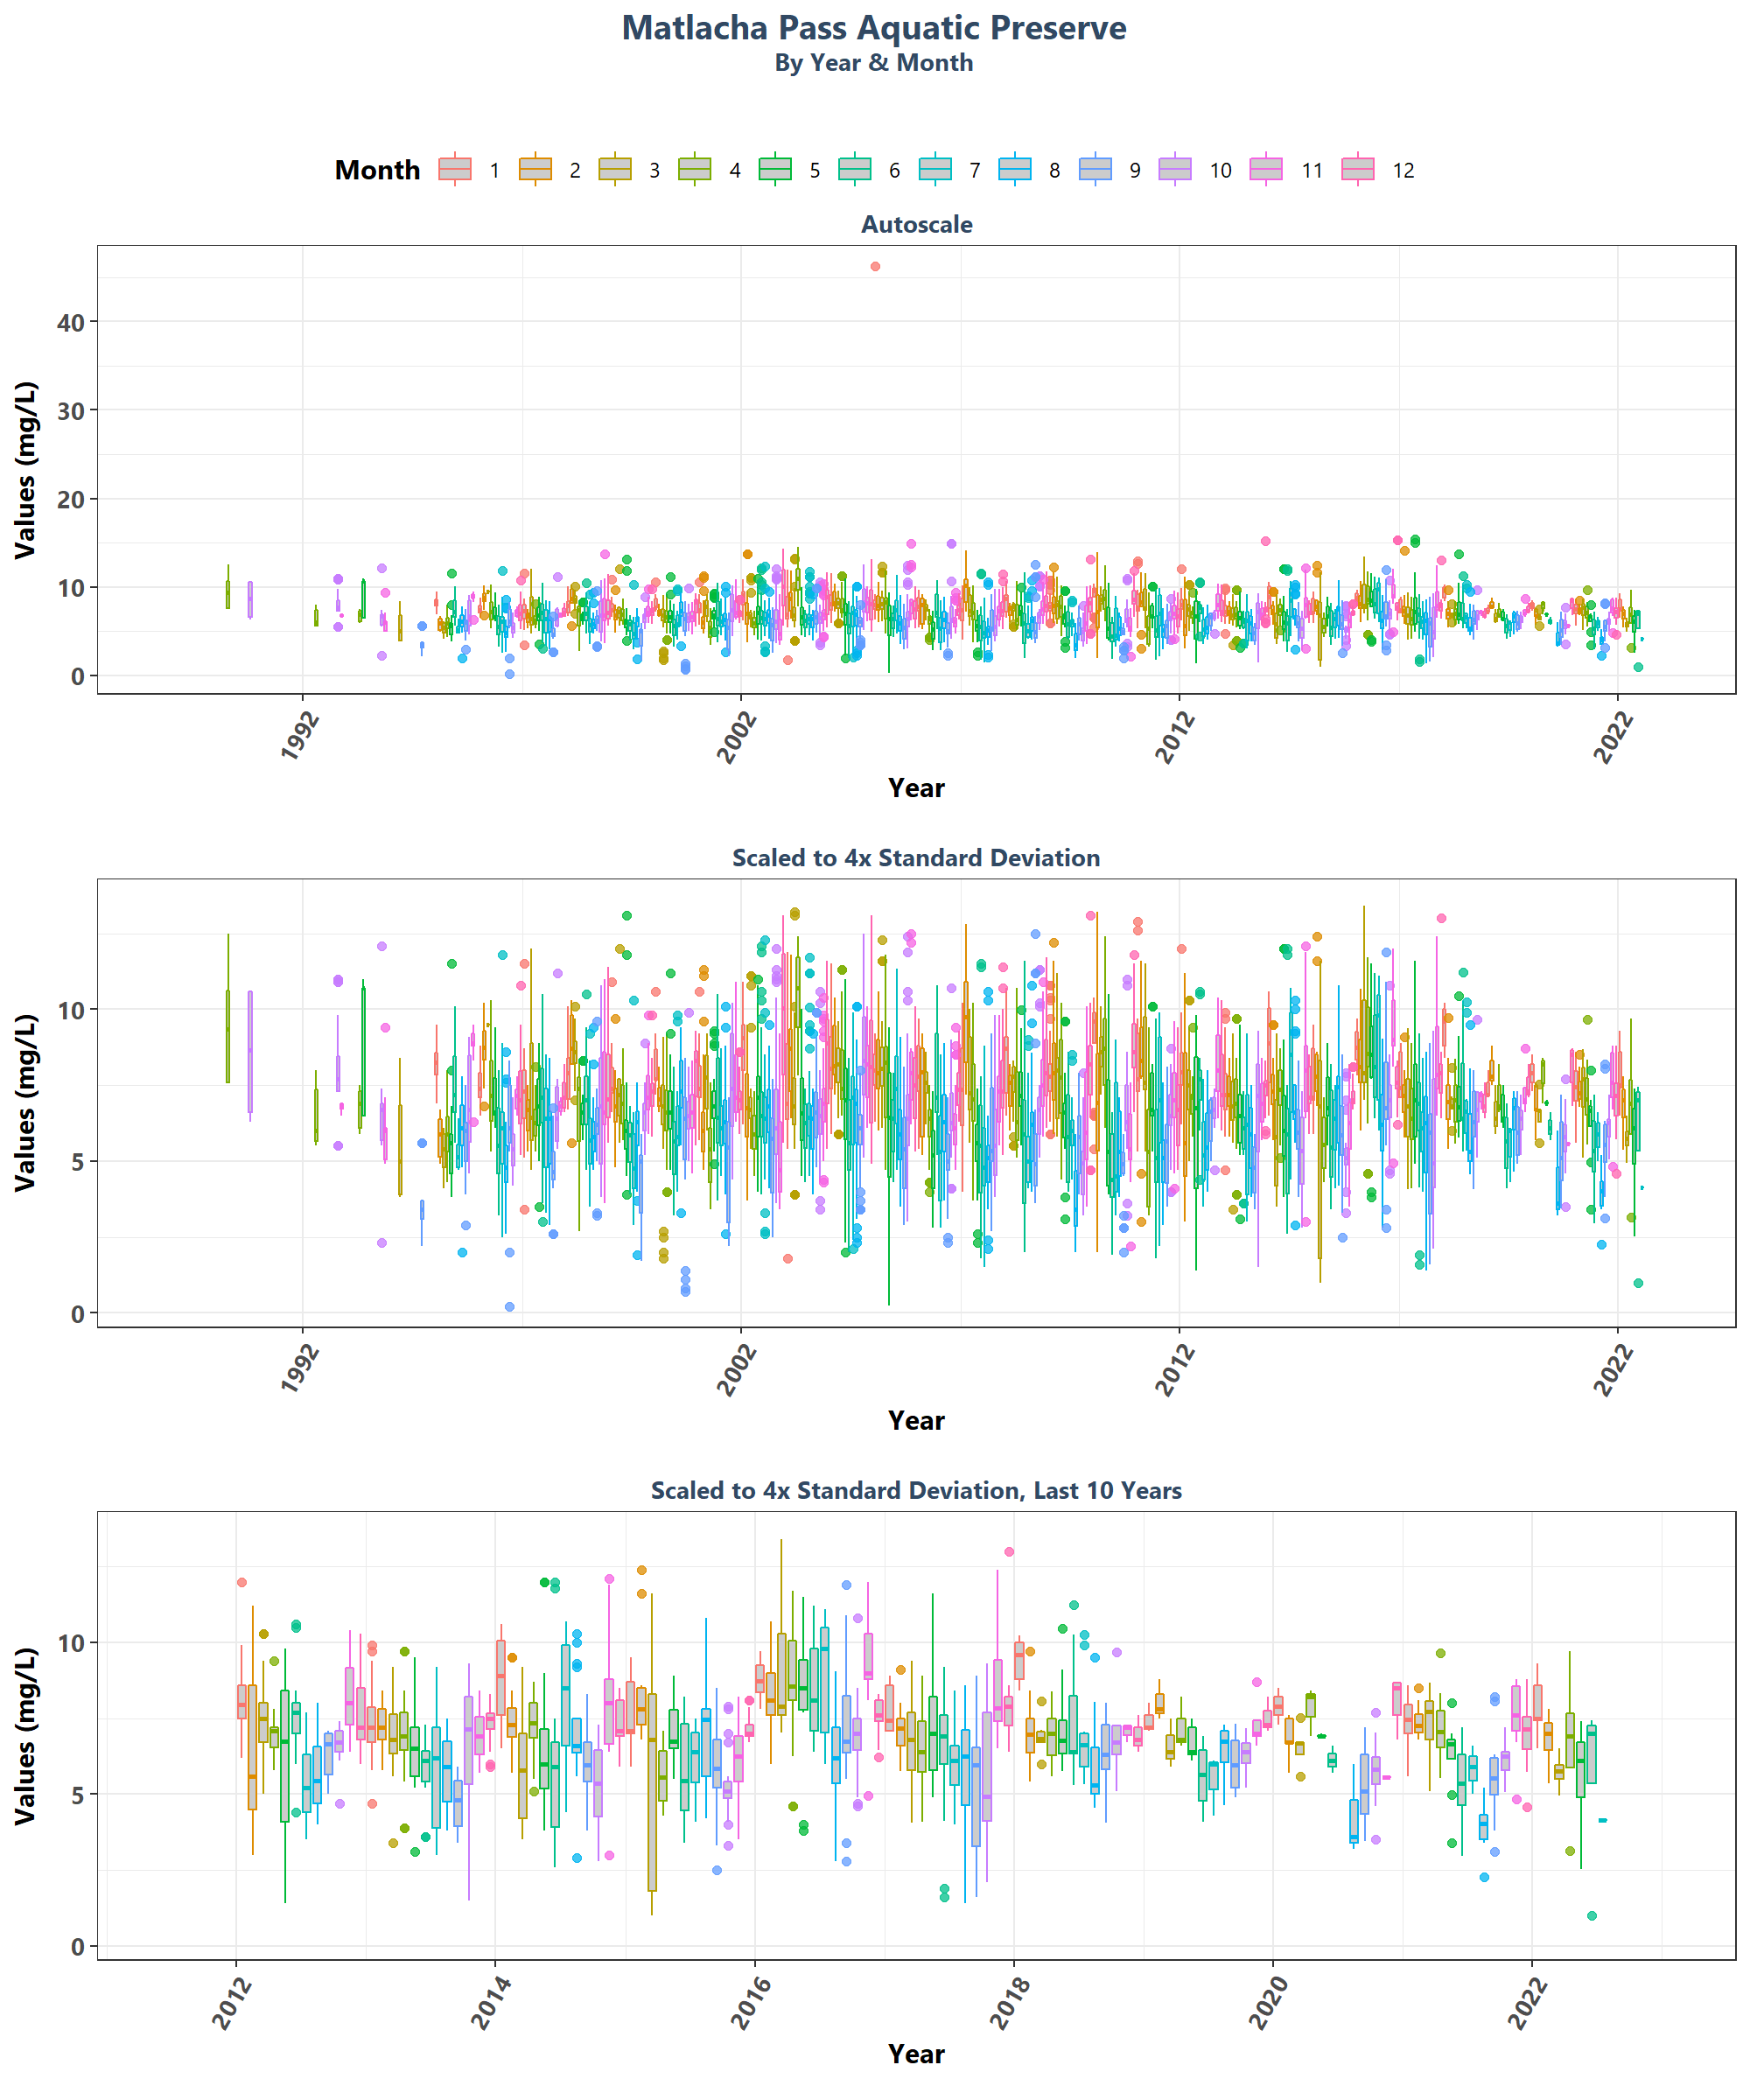 Matlacha Pass Aquatic Preserve
By Year & Month
Month 1 2 3 4 5 6 7 8 9 10 11 12
Autoscale
Values (mg/L)
40
30
20
10
0
1992 2002 2012 2022
Year
Scaled to 4x Standard Deviation
Values (mg/L)
10
5
0
1992 2002 2012 2022
Year
Scaled to 4x Standard Deviation, Last 10 Years
Values (mg/L)
10
5
0
2012 2014 2016 2018 2020 2022
Year